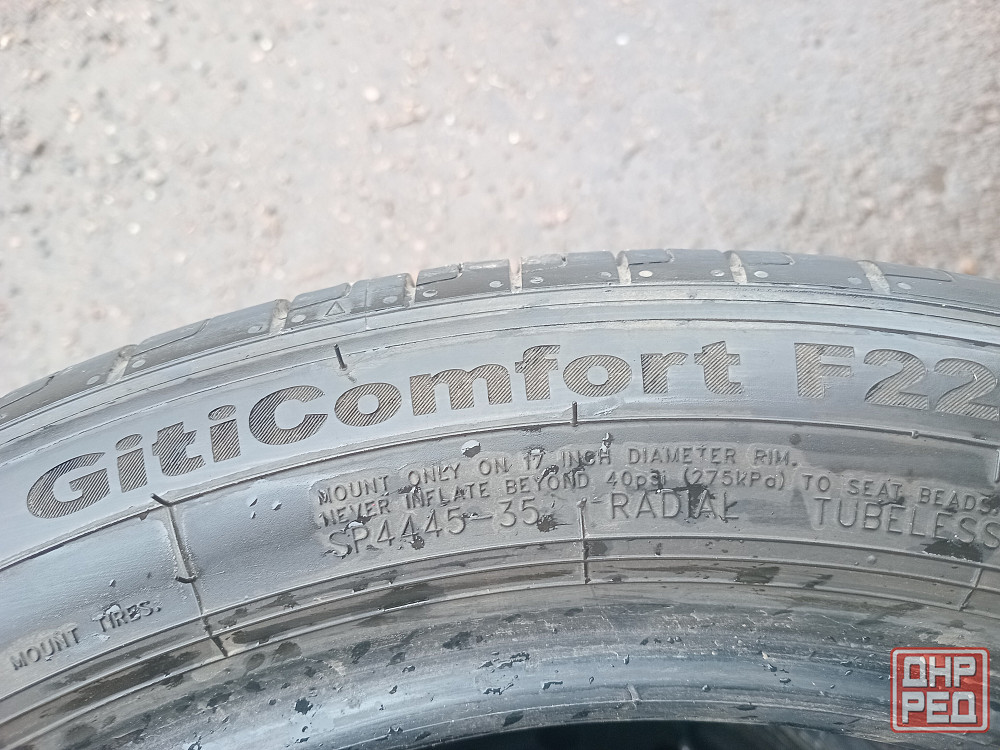 GitiComfort F22
MOUNT ONLY ON 17 INCH DIAMETER RIM.
NEVER INFLATE BEYOND 40psi (275kPa) TO SEAT BEADS.
SP4445-35 RADIAL TUBELESS
MOUNT TIRES.
ДНР
РЕД